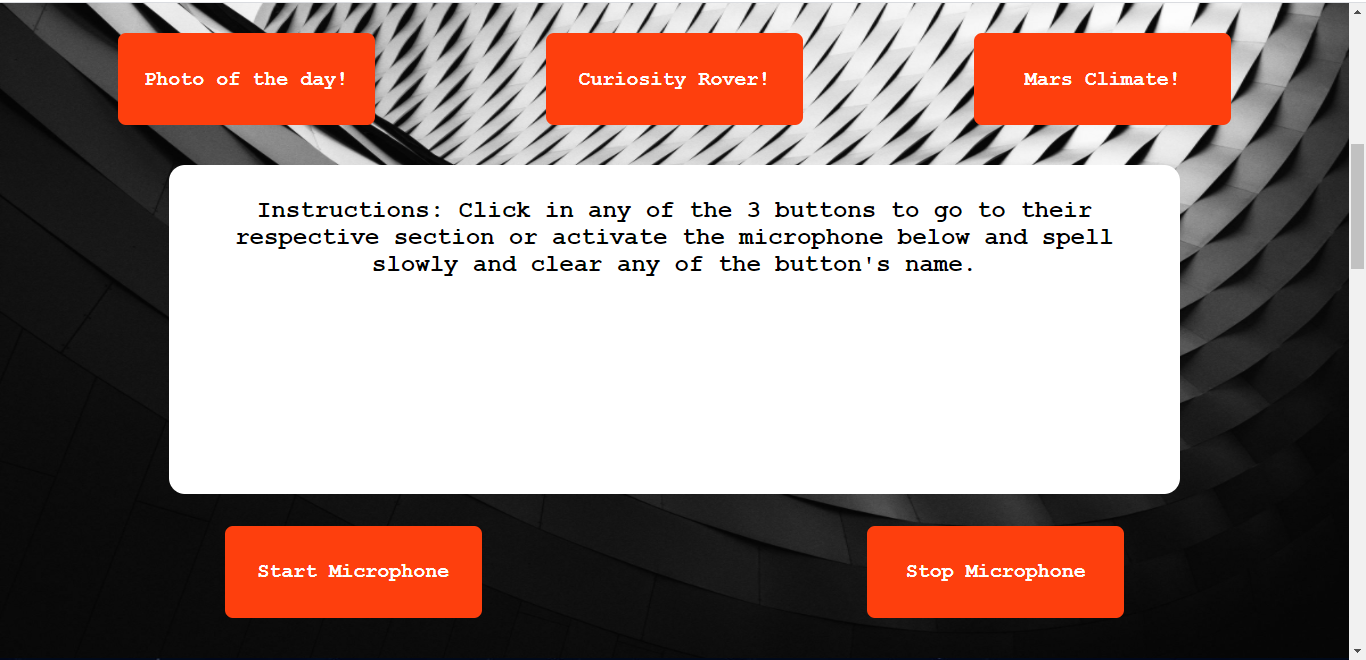 Photo of the day!
Curiosity Rover!
Mars Climate!
Instructions: Click in any of the 3 buttons to go to their
respective section or activate the microphone below and spell
slowly and clear any of the button's name.
Start Microphone
Stop Microphone